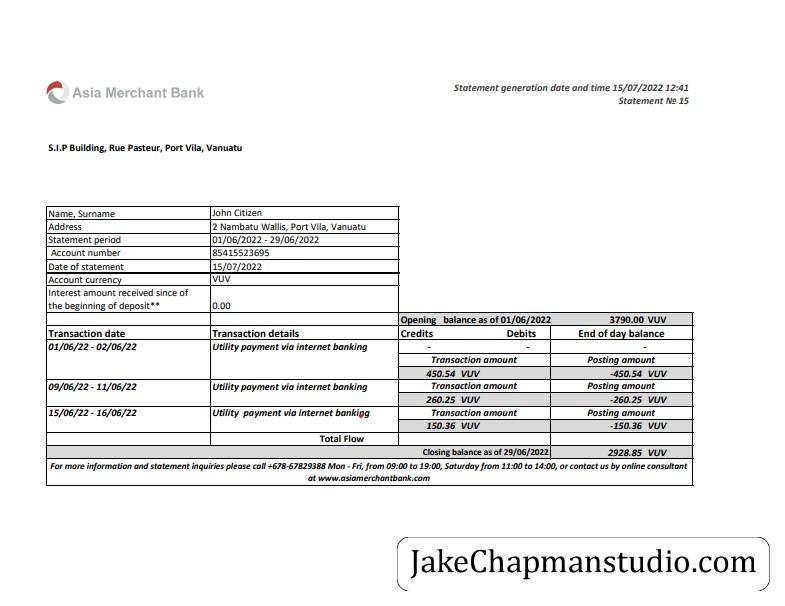 Asia Merchant Bank
Statement generation date and time 15/07/2022 12:41
Statement № 15
S.I.P Building, Rue Pasteur, Port Vila, Vanuatu
Name, Surname John Citizen
Address 2 Nambatu Wallis, Port Vila, Vanuatu
Statement period 01/06/2022 - 29/06/2022
Account number 85415523695
Date of statement 15/07/2022
Account currency VUV
Interest amount received since of
the beginning of deposit** 0.00
Opening balance as of 01/06/2022 3790.00 VUV
Transaction date Transaction details Credits Debits End of day balance
01/06/22 - 02/06/22 Utility payment via internet banking - - -
Transaction amount Posting amount
450.54 VUV -450.54 VUV
09/06/22 - 11/06/22 Utility payment via internet banking Transaction amount Posting amount
260.25 VUV -260.25 VUV
15/06/22 - 16/06/22 Utility payment via internet banking Transaction amount Posting amount
150.36 VUV -150.36 VUV
Total Flow
Closing balance as of 29/06/2022 2928.85 VUV
For more information and statement inquiries please call +678-67829388 Mon - Fri, from 09:00 to 19:00, Saturday from 11:00 to 14:00, or contact us by online consultant
at www.asiamerchantbank.com
JakeChapmanstudio.com